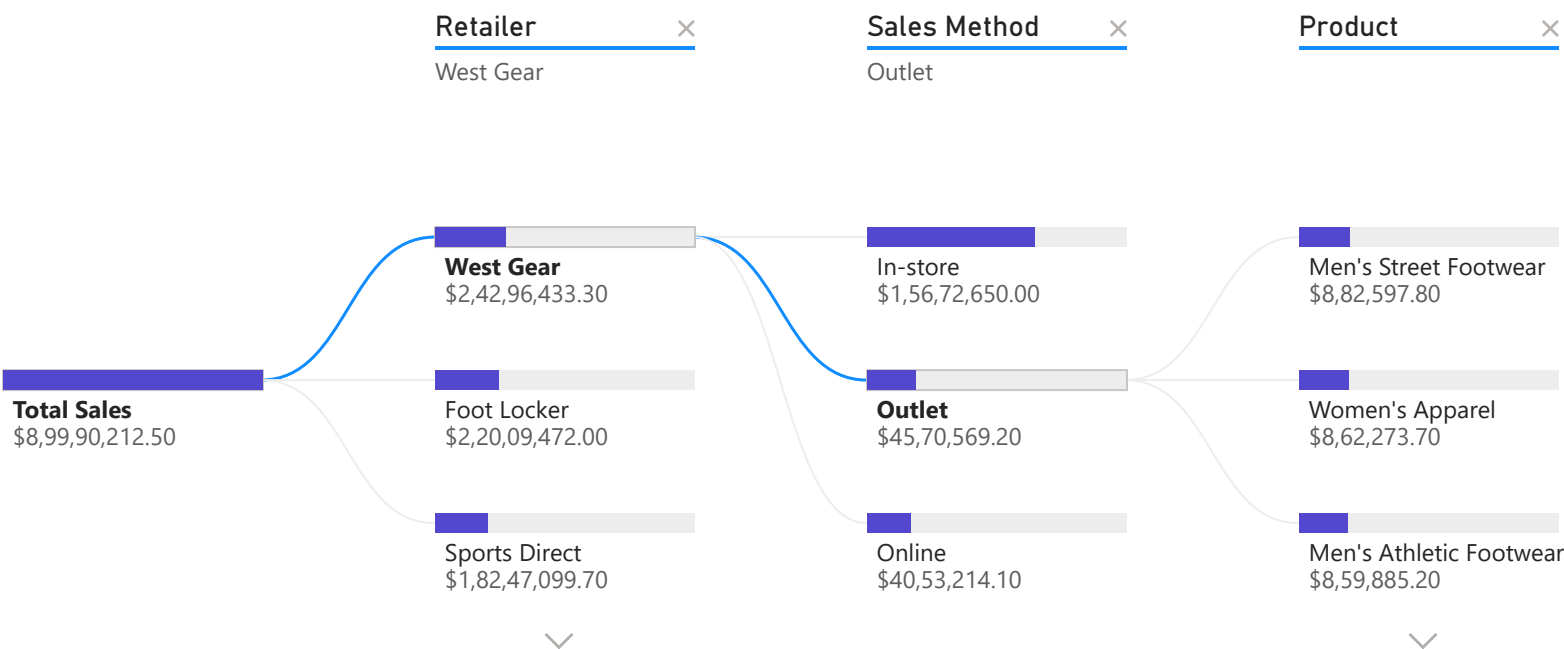 Retailer
West Gear
Sales Method
Outlet
Product
Total Sales
$8,99,90,212.50
West Gear
$2,42,96,433.30
Foot Locker
$2,20,09,472.00
Sports Direct
$1,82,47,099.70
In-store
$1,56,72,650.00
Outlet
$45,70,569.20
Online
$40,53,214.10
Men's Street Footwear
$8,82,597.80
Women's Apparel
$8,62,273.70
Men's Athletic Footwear
$8,59,885.20